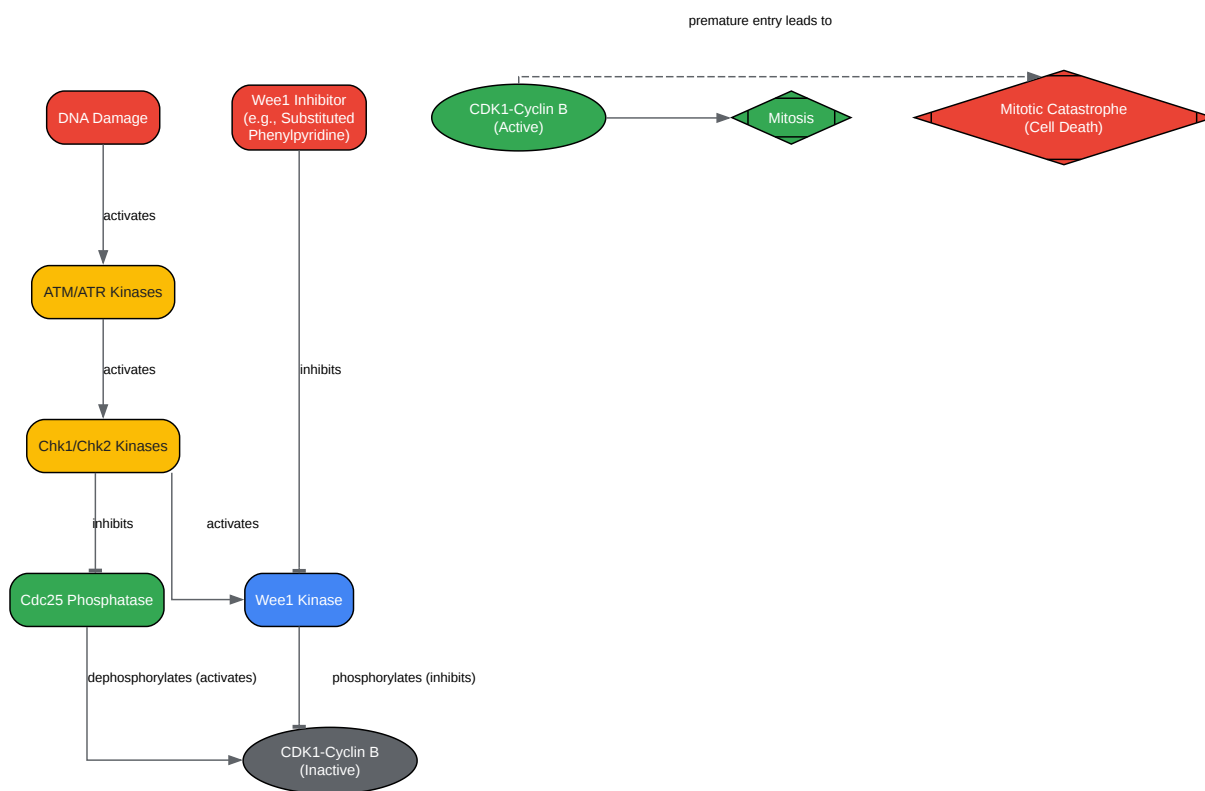 premature entry leads to
DNA Damage
Wee1 Inhibitor
(e.g., Substituted
Phenylpyridine)
CDK1-Cyclin B
(Active)
Mitosis
Mitotic Catastrophe
(Cell Death)
activates
ATM/ATR Kinases
activates
inhibits
Chk1/Chk2 Kinases
inhibits
activates
Cdc25 Phosphatase
Wee1 Kinase
dephosphorylates (activates)
phosphorylates (inhibits)
CDK1-Cyclin B
(Inactive)